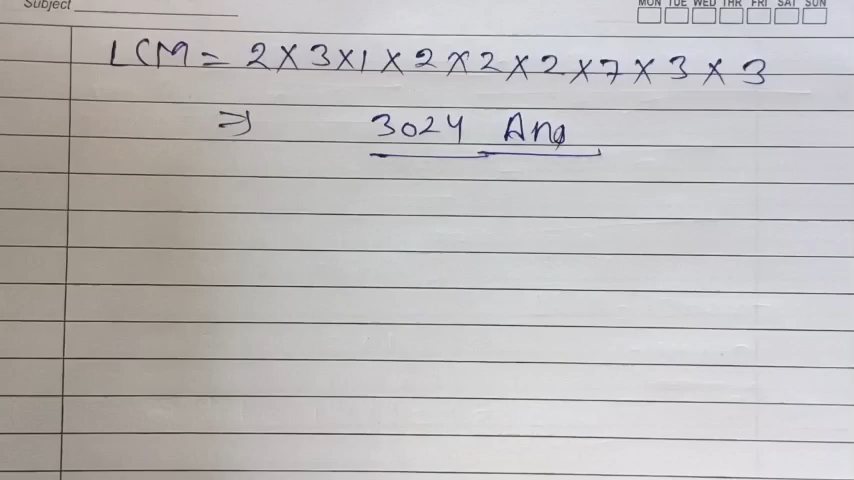 Subject
MON TUE WED THR FRI SAT SUN
LCM = 2 × 3 × 1 × 2 × 2 × 2 × 7 × 3 × 3
⇒ 3024 Ans